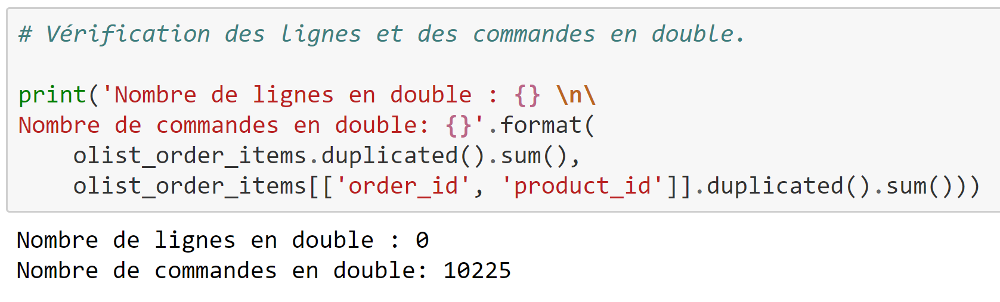 # Vérification des lignes et des commandes en double.
print('Nombre de lignes en double : {} \n\
Nombre de commandes en double: {}'.format(
    olist_order_items.duplicated().sum(),
    olist_order_items[['order_id', 'product_id']].duplicated().sum()))
Nombre de lignes en double : 0
Nombre de commandes en double: 10225